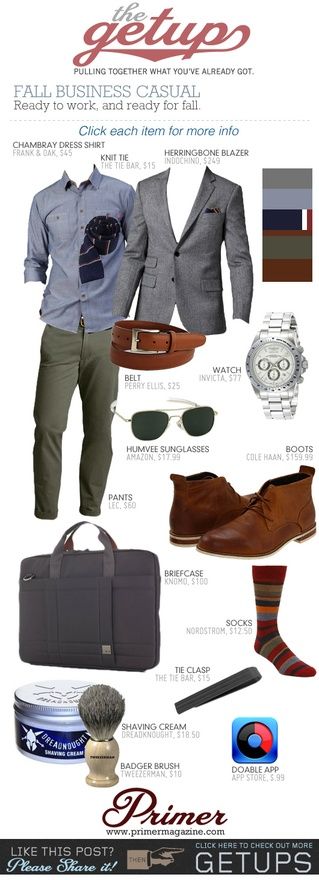 the
getup
PULLING TOGETHER WHAT YOU'VE ALREADY GOT.
FALL BUSINESS CASUAL
Ready to work, and ready for fall.
Click each item for more info
CHAMBRAY DRESS SHIRT
FRANK & OAK, $45
KNIT TIE
THE TIE BAR, $15
HERRINGBONE BLAZER
INDOCHINO, $249
BELT
PERRY ELLIS, $25
WATCH
INVICTA, $77
HUMVEE SUNGLASSES
AMAZON, $17.99
BOOTS
COLE HAAN, $159.99
PANTS
LEC, $60
BRIEFCASE
KNOMO, $100
SOCKS
NORDSTROM, $12.50
TIE CLASP
THE TIE BAR, $15
DREADNOUGHT
SHAVING CREAM
SHAVING CREAM
DREADKNOUGHT, $18.50
BADGER BRUSH
TWEEZERMAN, $10
TWEEZERMAN
DOABLE APP
APP STORE, $.99
Primer
www.primermagazine.com
LIKE THIS POST?
Please Share it!
THEN
CLICK HERE TO CHECK OUT MORE
GETUPS